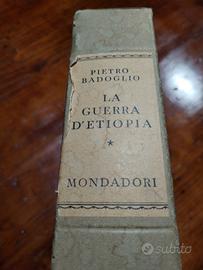 PIETRO
BADOGLIO
LA
GUERRA
D'ETIOPIA
*
MONDADORI
subito